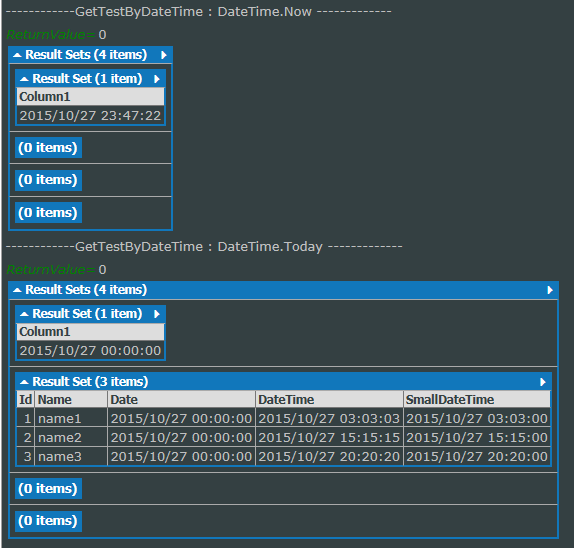 ------------GetTestByDateTime : DateTime.Now -------------
ReturnValue= 0
Result Sets (4 items)
Result Set (1 item)
Column1
2015/10/27 23:47:22
(0 items)
(0 items)
(0 items)
------------GetTestByDateTime : DateTime.Today -------------
ReturnValue= 0
Result Sets (4 items)
Result Set (1 item)
Column1
2015/10/27 00:00:00
Result Set (3 items)
Id Name Date DateTime SmallDateTime
1 name1 2015/10/27 00:00:00 2015/10/27 03:03:03 2015/10/27 03:03:00
2 name2 2015/10/27 00:00:00 2015/10/27 15:15:15 2015/10/27 15:15:00
3 name3 2015/10/27 00:00:00 2015/10/27 20:20:20 2015/10/27 20:20:00
(0 items)
(0 items)